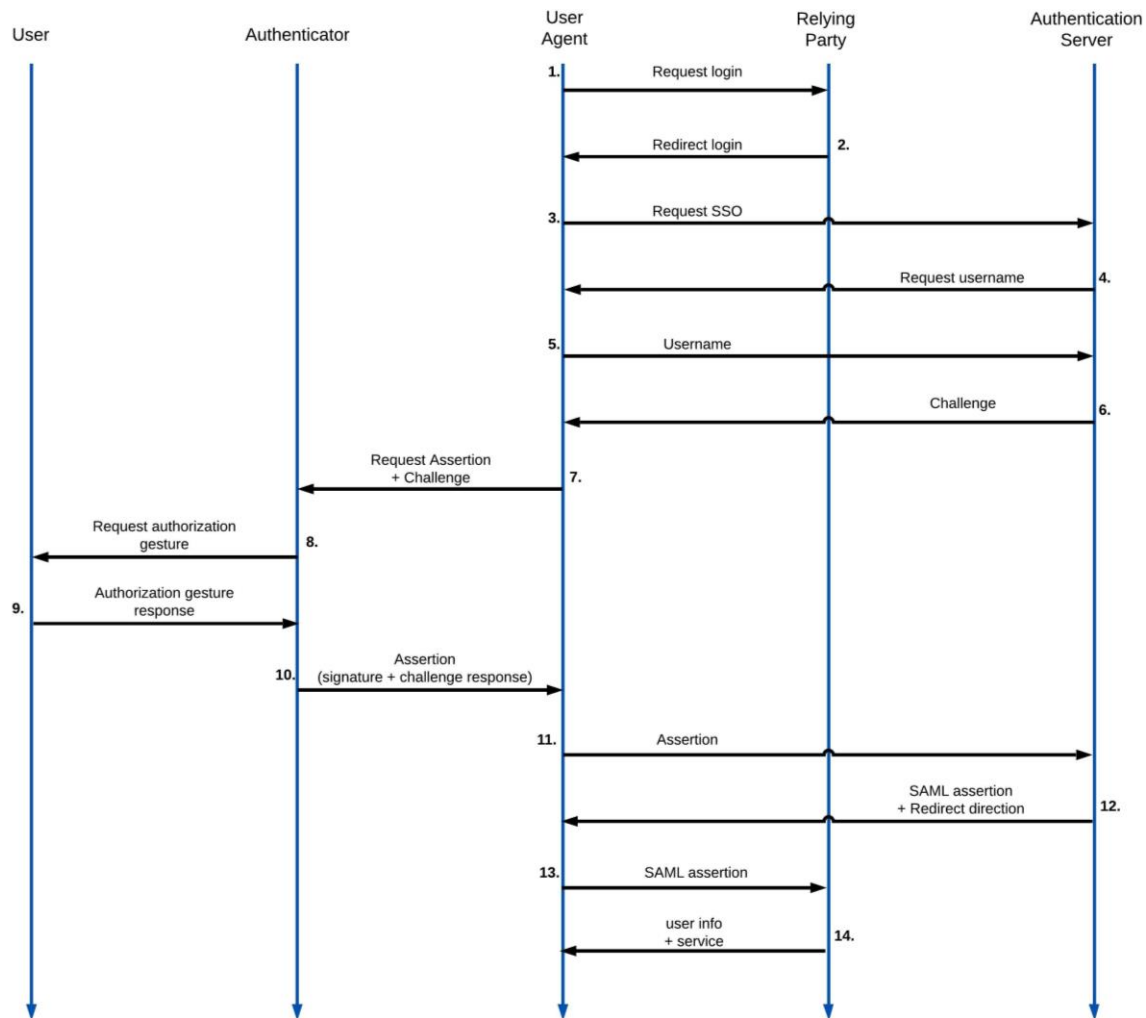 User
Authenticator
User
Agent
Relying
Party
Authentication
Server
1.
Request login
Redirect login
2.
3.
Request SSO
Request username
4.
5.
Username
Challenge
6.
Request Assertion
+ Challenge
7.
Request authorization
gesture
8.
9.
Authorization gesture
response
10.
Assertion
(signature + challenge response)
11.
Assertion
SAML assertion
+ Redirect direction
12.
13.
SAML assertion
user info
+ service
14.